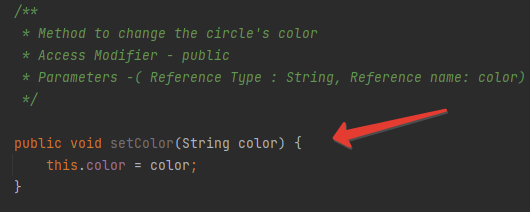 /**
 * Method to change the circle's color
 * Access Modifier - public
 * Parameters -( Reference Type : String, Reference name: color)
 */
public void setColor(String color) {
    this.color = color;
}